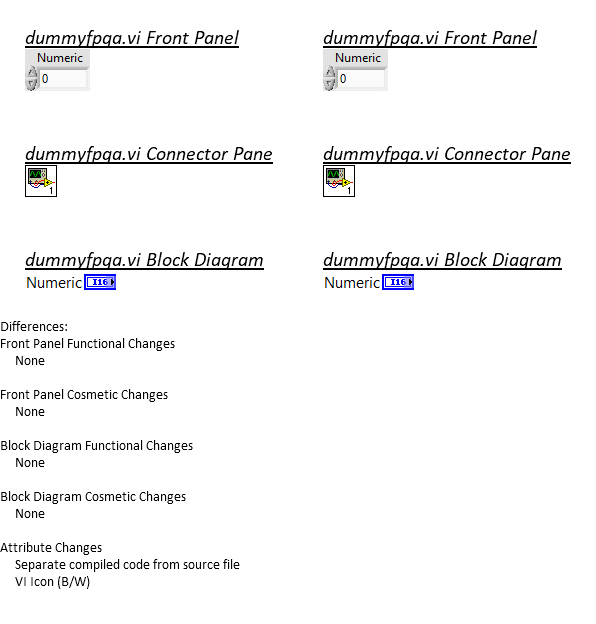 dummyfpga.vi Front Panel
Numeric
0
dummyfpga.vi Front Panel
Numeric
0
dummyfpga.vi Connector Pane
1
dummyfpga.vi Connector Pane
1
dummyfpga.vi Block Diagram
Numeric I16
dummyfpga.vi Block Diagram
Numeric I16
Differences:
Front Panel Functional Changes
None
Front Panel Cosmetic Changes
None
Block Diagram Functional Changes
None
Block Diagram Cosmetic Changes
None
Attribute Changes
Separate compiled code from source file
VI Icon (B/W)